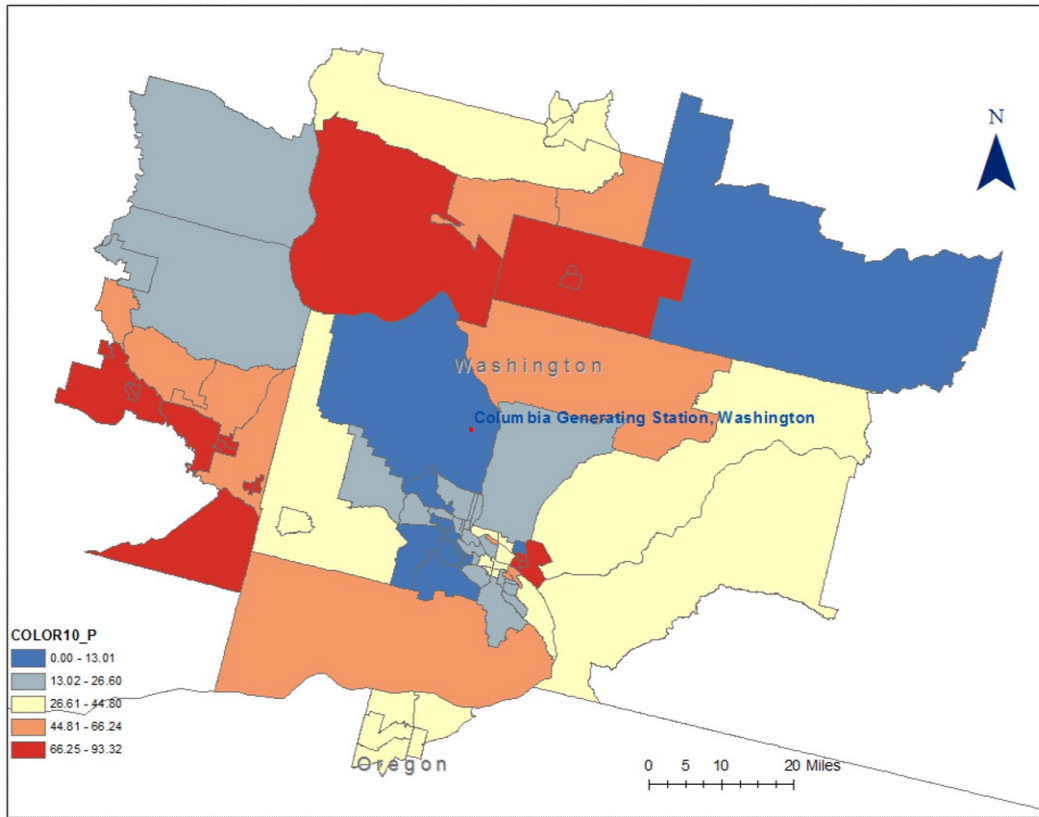 N
Washington
Columbia Generating Station, Washington
COLOR10_P
0.00 - 13.01
13.02 - 26.60
26.61 - 44.80
44.81 - 66.24
66.25 - 93.32
Oregon
0 5 10 20 Miles